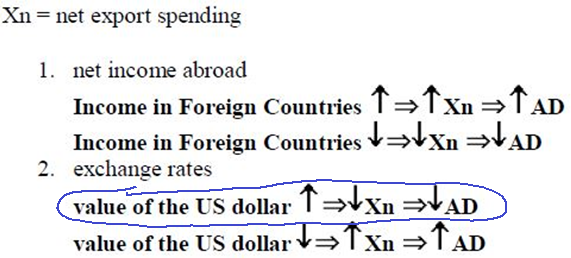 Xn = net export spending
1. net income abroad
Income in Foreign Countries ↑⇒↑Xn ⇒↑AD
Income in Foreign Countries ↓⇒↓Xn ⇒↓AD
2. exchange rates
value of the US dollar ↑⇒↓Xn ⇒↓AD
value of the US dollar ↓⇒↑Xn ⇒↑AD